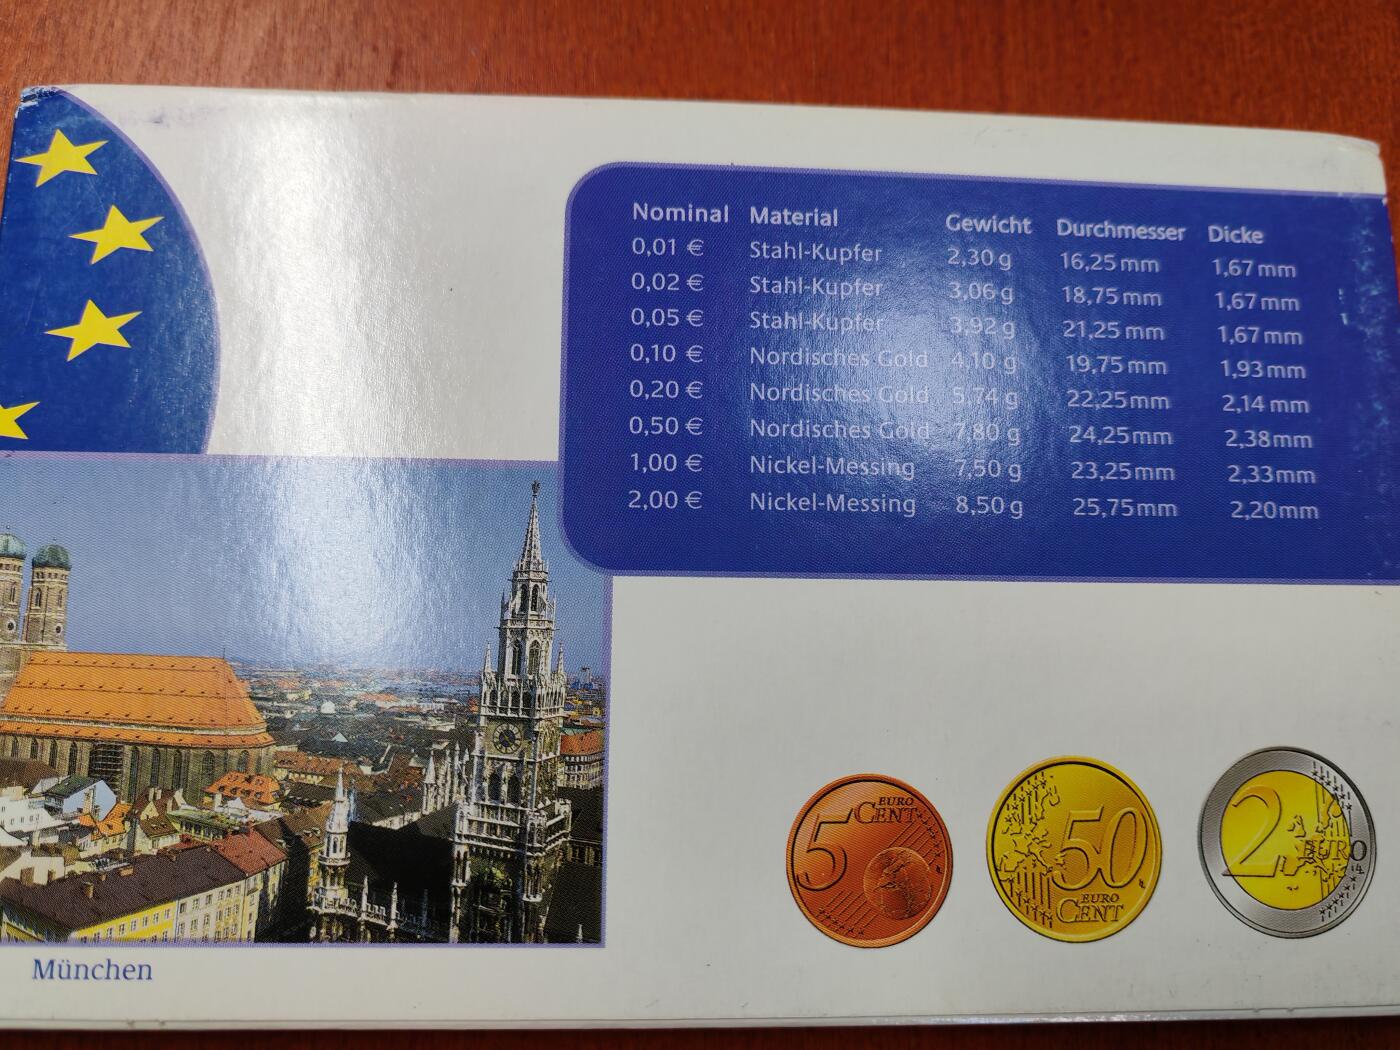 Nominal Material Gewicht Durchmesser Dicke
0,01 € Stahl-Kupfer 2,30 g 16,25 mm 1,67 mm
0,02 € Stahl-Kupfer 3,06 g 18,75 mm 1,67 mm
0,05 € Stahl-Kupfer 3,92 g 21,25 mm 1,67 mm
0,10 € Nordisches Gold 4,10 g 19,75 mm 1,93 mm
0,20 € Nordisches Gold 5,74 g 22,25 mm 2,14 mm
0,50 € Nordisches Gold 7,80 g 24,25 mm 2,38 mm
1,00 € Nickel-Messing 7,50 g 23,25 mm 2,33 mm
2,00 € Nickel-Messing 8,50 g 25,75 mm 2,20 mm
5 EURO CENT
50 EURO CENT
2 EURO
München